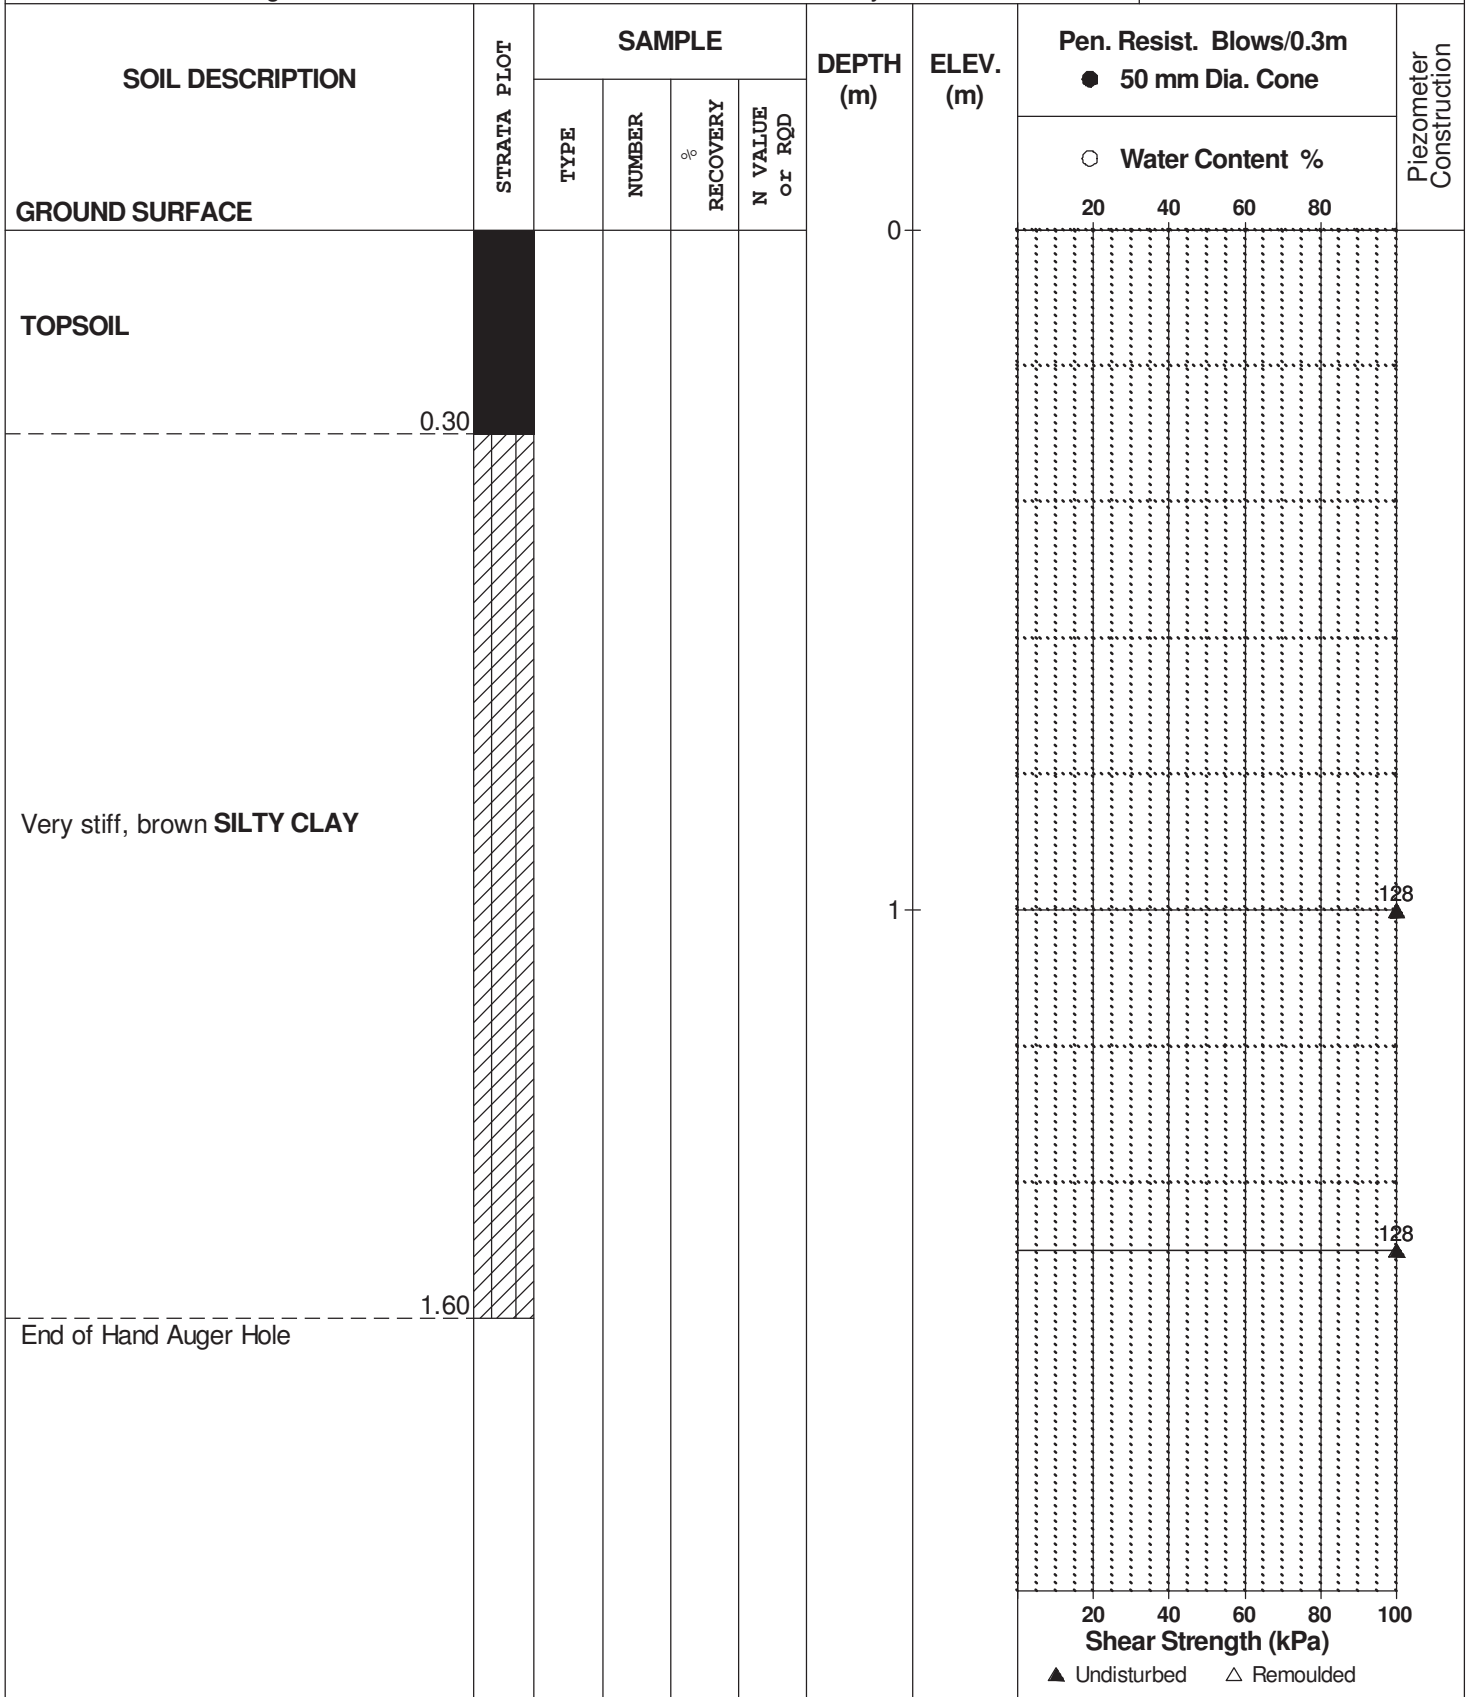 SOIL DESCRIPTION
GROUND SURFACE
STRATA PLOT
SAMPLE
TYPE
NUMBER
%
RECOVERY
N VALUE
or RQD
DEPTH
(m)
ELEV.
(m)
Pen. Resist. Blows/0.3m
● 50 mm Dia. Cone
○ Water Content %
20 40 60 80
Piezometer
Construction
0
TOPSOIL
0.30
Very stiff, brown SILTY CLAY
1
128
128
1.60
End of Hand Auger Hole
20 40 60 80 100
Shear Strength (kPa)
▲ Undisturbed △ Remoulded